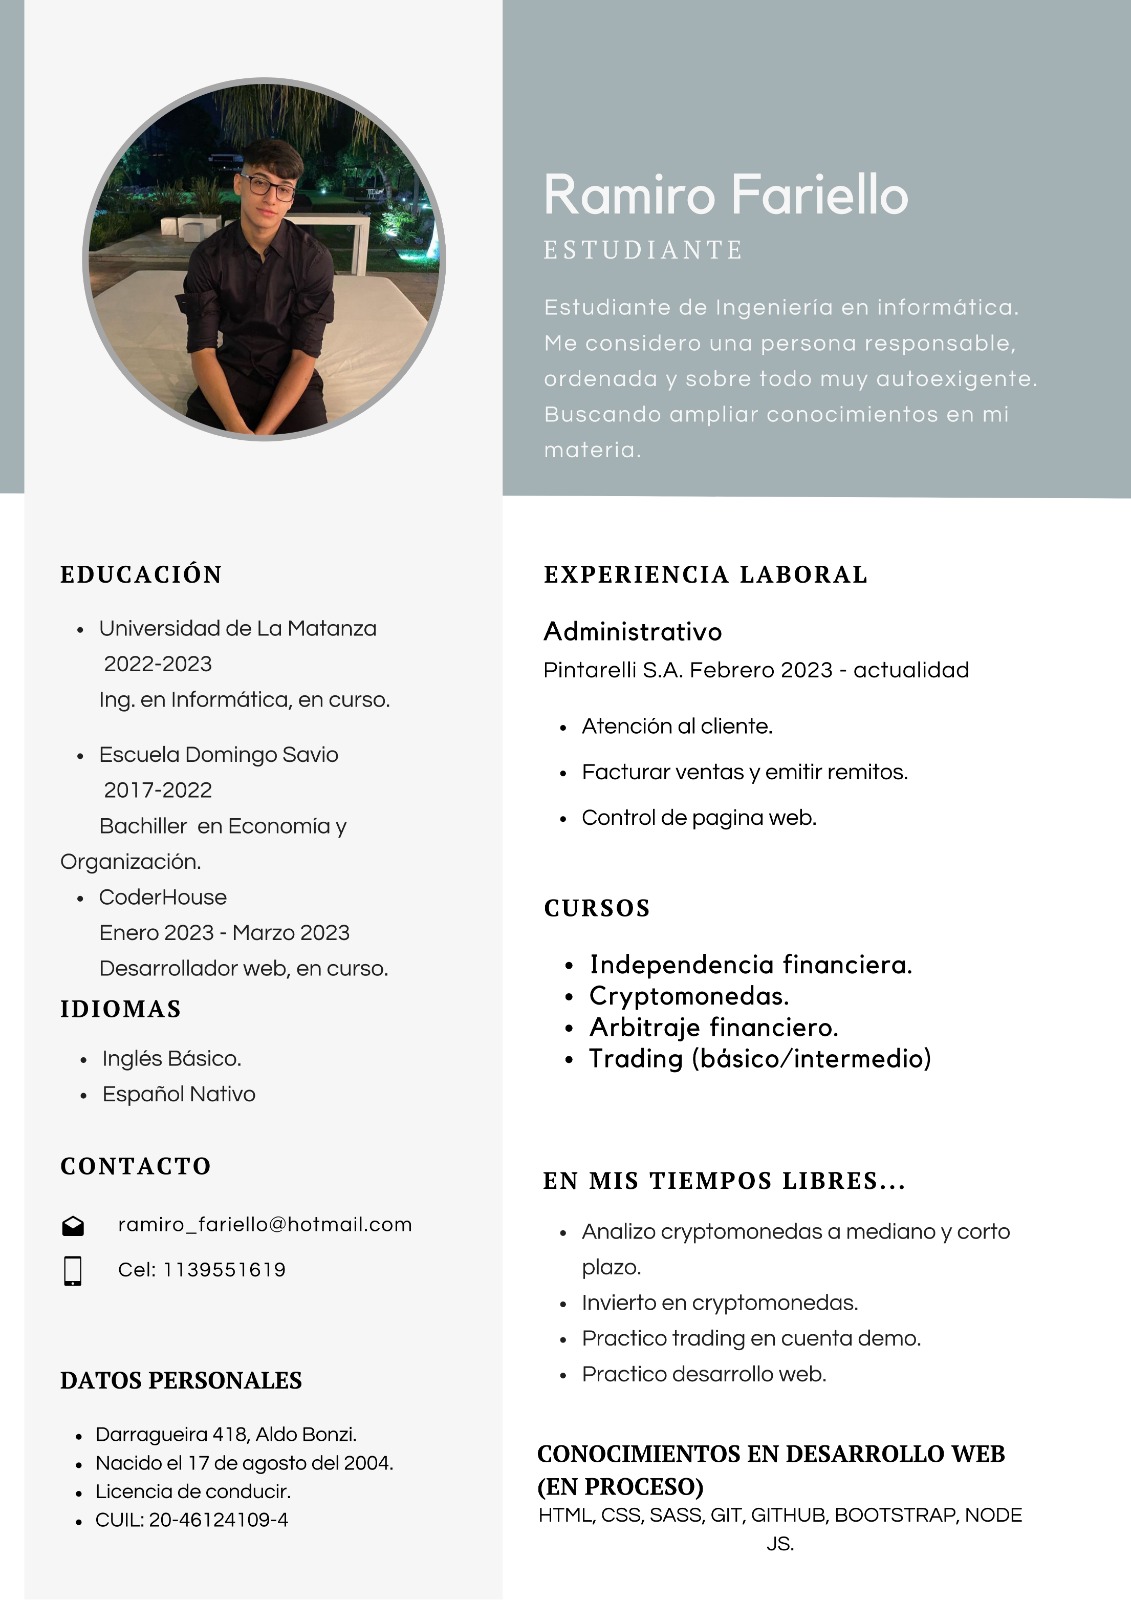 Ramiro Fariello
ESTUDIANTE
Estudiante de Ingeniería en informática.
Me considero una persona responsable,
ordenada y sobre todo muy autoexigente.
Buscando ampliar conocimientos en mi
materia.
EDUCACIÓN
• Universidad de La Matanza
2022-2023
Ing. en Informática, en curso.
• Escuela Domingo Savio
2017-2022
Bachiller en Economía y
Organización.
• CoderHouse
Enero 2023 - Marzo 2023
Desarrollador web, en curso.
IDIOMAS
• Inglés Básico.
• Español Nativo
CONTACTO
ramiro_fariello@hotmail.com
Cel: 1139551619
DATOS PERSONALES
• Darragueira 418, Aldo Bonzi.
• Nacido el 17 de agosto del 2004.
• Licencia de conducir.
• CUIL: 20-46124109-4
EXPERIENCIA LABORAL
Administrativo
Pintarelli S.A. Febrero 2023 - actualidad
• Atención al cliente.
• Facturar ventas y emitir remitos.
• Control de pagina web.
CURSOS
• Independencia financiera.
• Cryptomonedas.
• Arbitraje financiero.
• Trading (básico/intermedio)
EN MIS TIEMPOS LIBRES...
• Analizo cryptomonedas a mediano y corto
plazo.
• Invierto en cryptomonedas.
• Practico trading en cuenta demo.
• Practico desarrollo web.
CONOCIMIENTOS EN DESARROLLO WEB
(EN PROCESO)
HTML, CSS, SASS, GIT, GITHUB, BOOTSTRAP, NODE
JS.